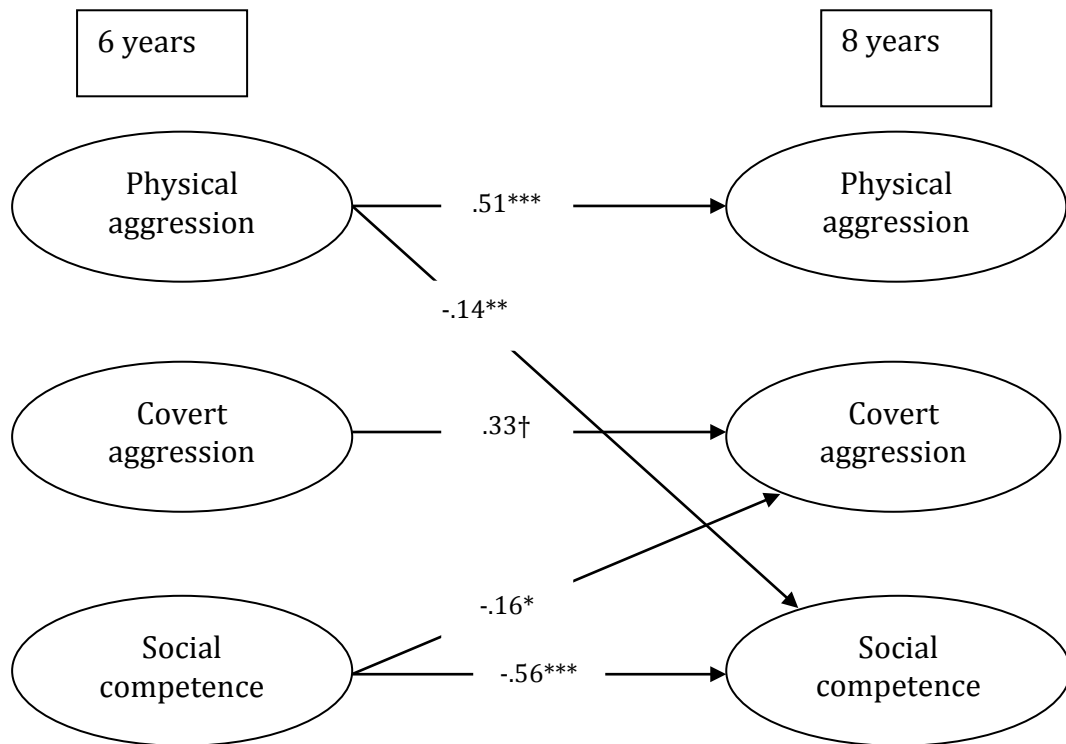 6 years
8 years
Physical
aggression
.51***
Physical
aggression
-.14**
Covert
aggression
.33†
Covert
aggression
-.16*
Social
competence
-.56***
Social
competence